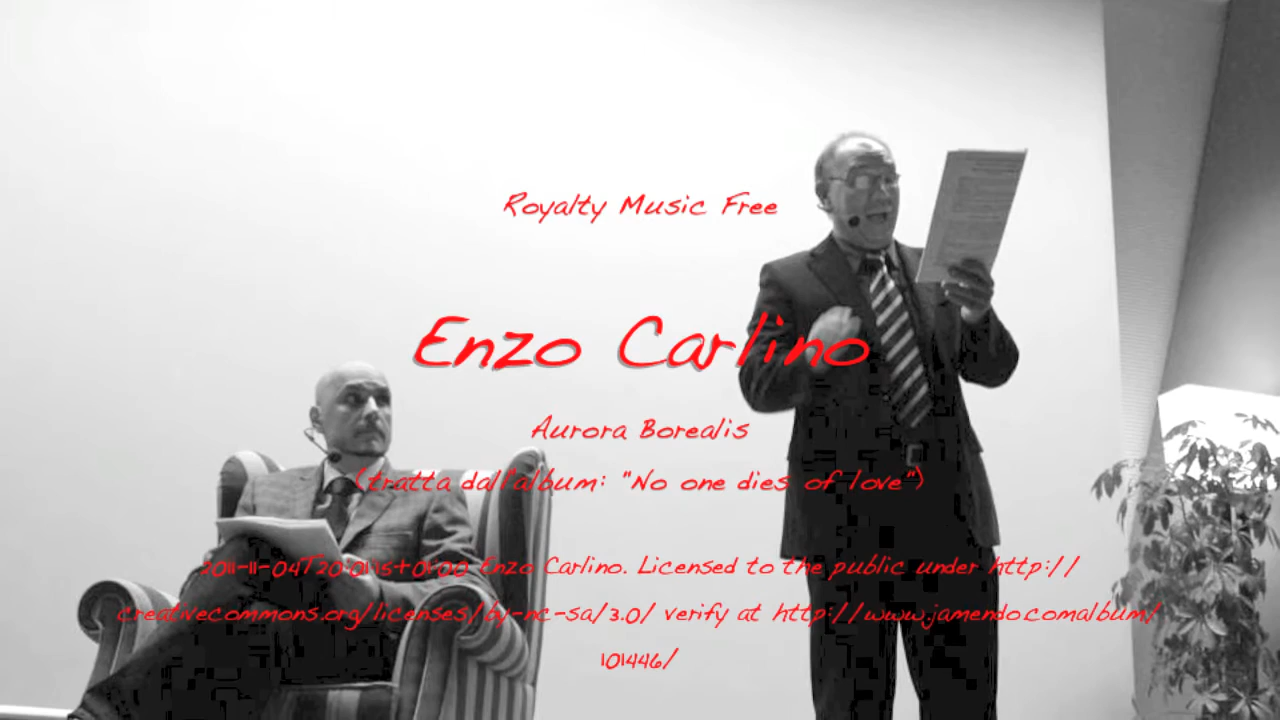 Royalty Music Free
Enzo Carlino
Aurora Borealis
(tratta dall'album: "No one dies of love")
2011-11-04T20:01:15+01:00 Enzo Carlino. Licensed to the public under http://
creativecommons.org/licenses/by-nc-sa/3.0/ verify at http://www.jamendo.comalbum/
101446/